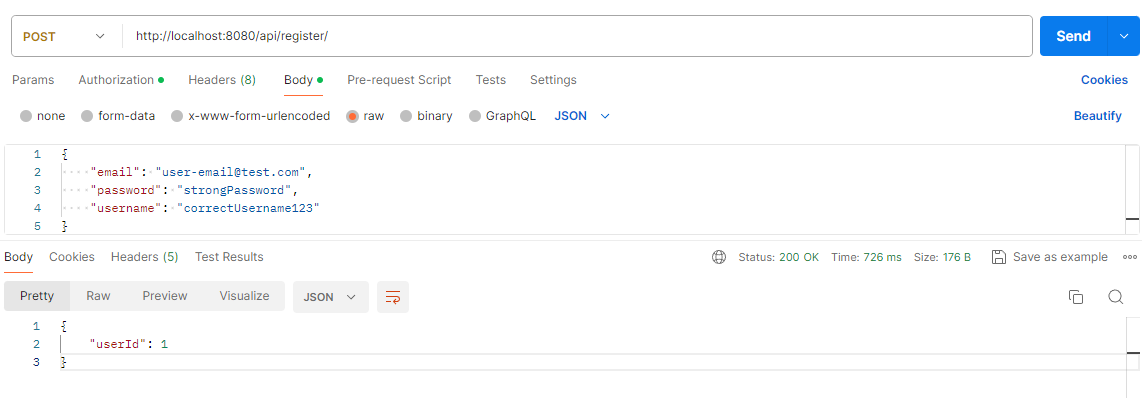 POST http://localhost:8080/api/register/ Send
Params Authorization Headers (8) Body Pre-request Script Tests Settings Cookies
none form-data x-www-form-urlencoded raw binary GraphQL JSON Beautify
1 {
2 "email": "user-email@test.com",
3 "password": "strongPassword",
4 "username": "correctUsername123"
5 }
Body Cookies Headers (5) Test Results Status: 200 OK Time: 726 ms Size: 176 B Save as example
Pretty Raw Preview Visualize JSON
1 {
2 "userId": 1
3 }